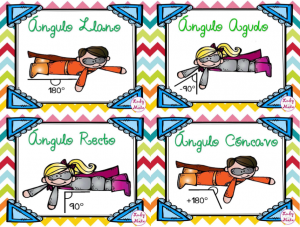 Ángulo Llano
180°
Ángulo Agudo
-90°
Ángulo Recto
90°
Ángulo Cóncavo
+180°